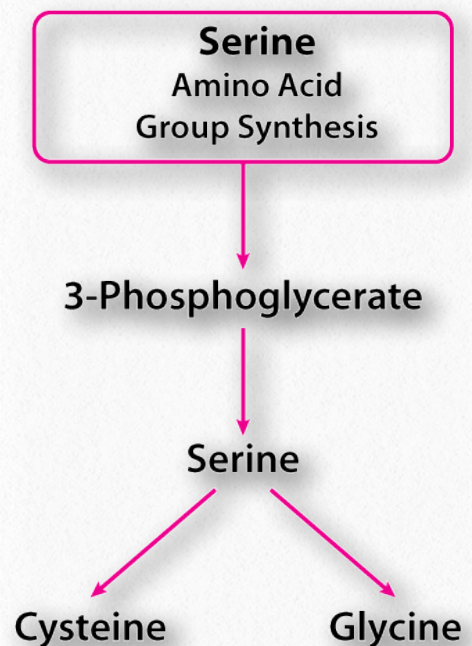 Serine
Amino Acid
Group Synthesis
3-Phosphoglycerate
Serine
Cysteine Glycine